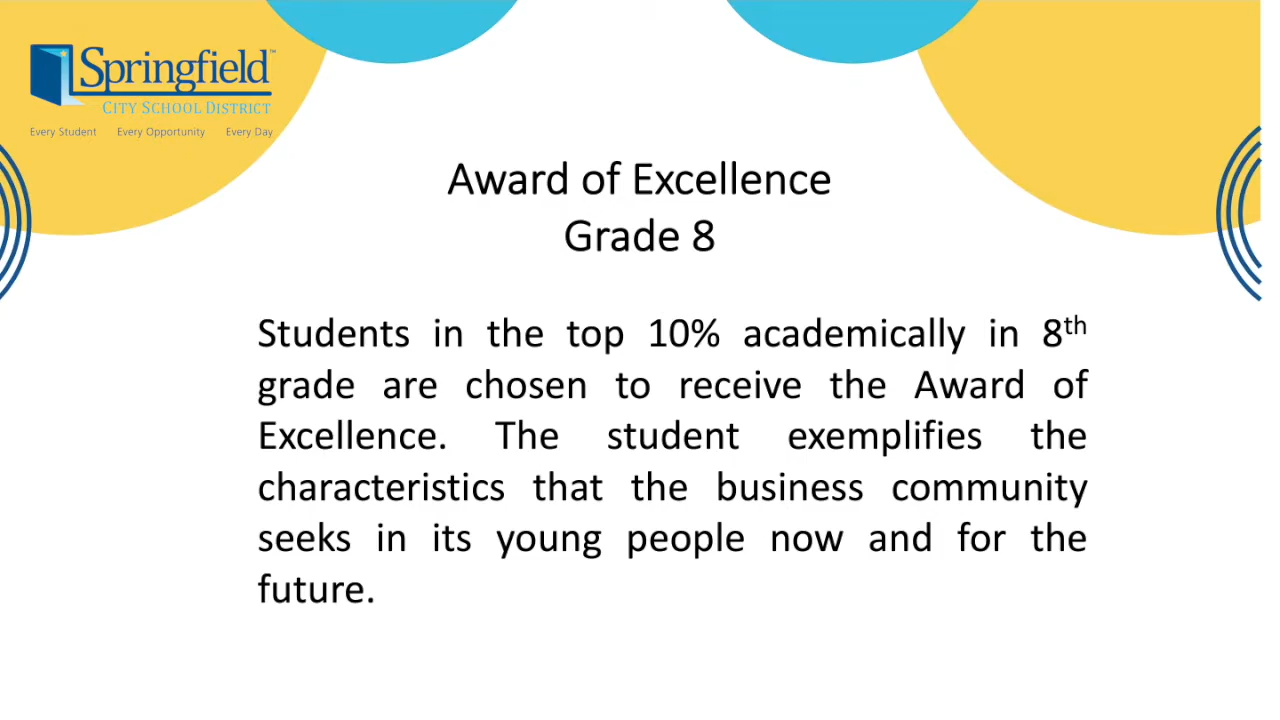 Springfield™
CITY SCHOOL DISTRICT
Every Student Every Opportunity Every Day
Award of Excellence
Grade 8
Students in the top 10% academically in 8th
grade are chosen to receive the Award of
Excellence. The student exemplifies the
characteristics that the business community
seeks in its young people now and for the
future.